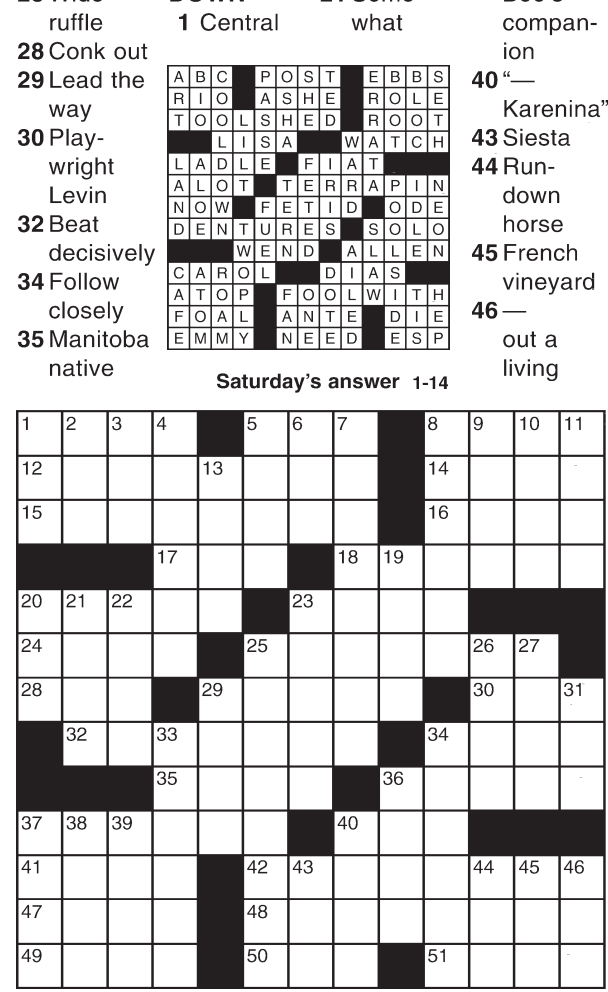 ruffle
28 Conk out
29 Lead the
way
30 Play-
wright
Levin
32 Beat
decisively
34 Follow
closely
35 Manitoba
native
DOWN
1 Central
what
A B C P O S T E B B S
R I O A S H E R O L E
T O O L S H E D R O O T
L I S A W A T C H
L A D L E F I A T
A L O T T E R R A P I N
N O W F E T I D O D E
D E N T U R E S S O L O
W E N D A L L E N
C A R O L D I A S
A T O P F O O L W I T H
F O A L A N T E D I E
E M M Y N E E D E S P
Saturday's answer 1-14
compan-
ion
40 “—
Karenina”
43 Siesta
44 Run-
down
horse
45 French
vineyard
46 —
out a
living
1 2 3 4 5 6 7 8 9 10 11
12 13 14
15 16
17 18 19
20 21 22 23
24 25 26 27
28 29 30 31
32 33 34
35 36
37 38 39 40
41 42 43 44 45 46
47 48
49 50 51